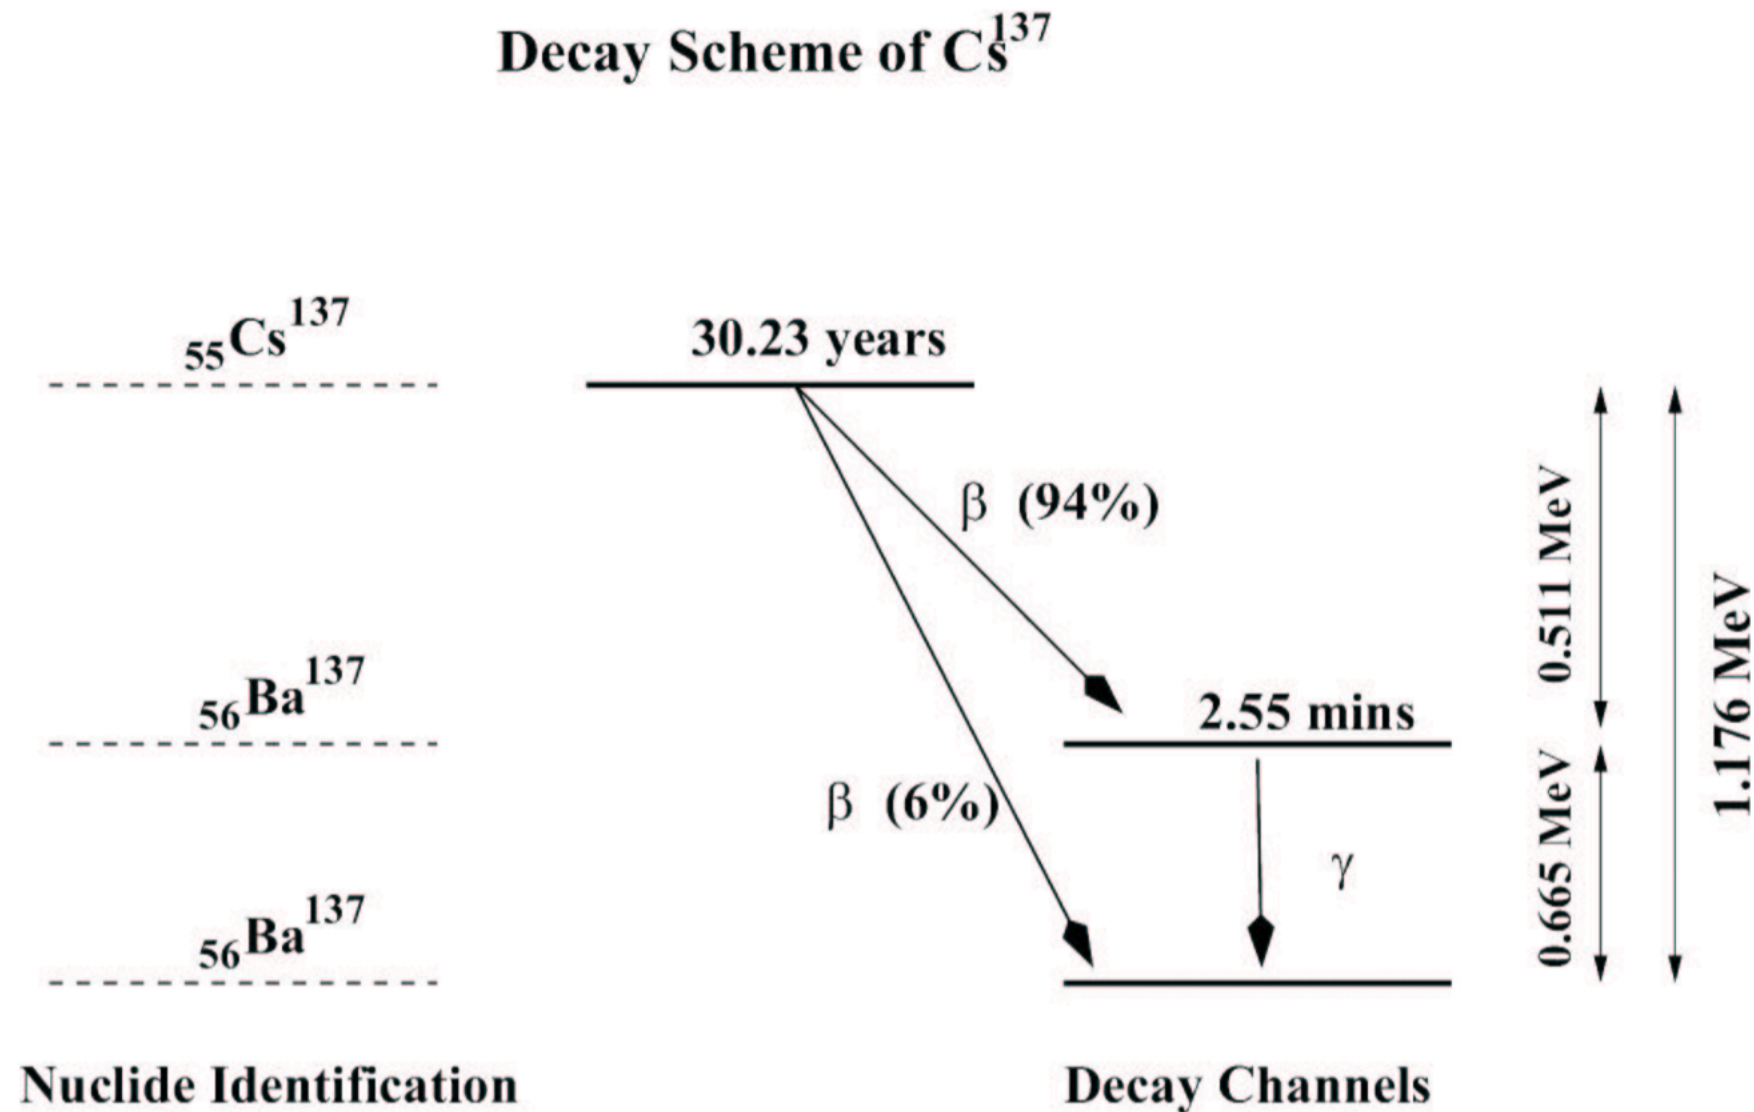 Decay Scheme of Cs137
55Cs137
30.23 years
β (94%)
0.511 MeV
1.176 MeV
56Ba137
2.55 mins
β (6%)
γ
0.665 MeV
56Ba137
Nuclide Identification
Decay Channels